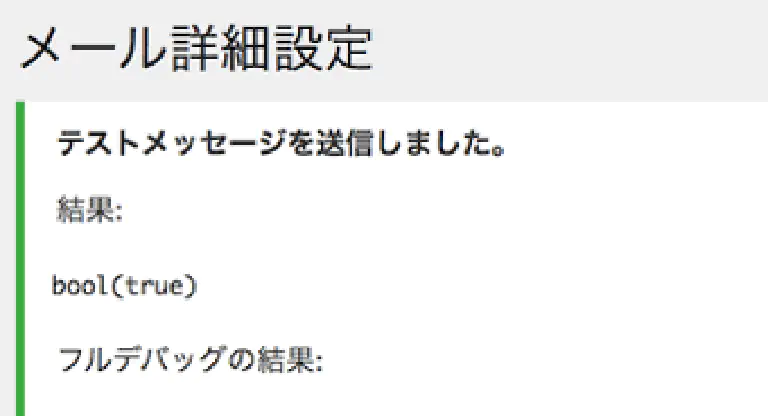 メール詳細設定
テストメッセージを送信しました。
結果:
bool(true)
フルデバッグの結果: